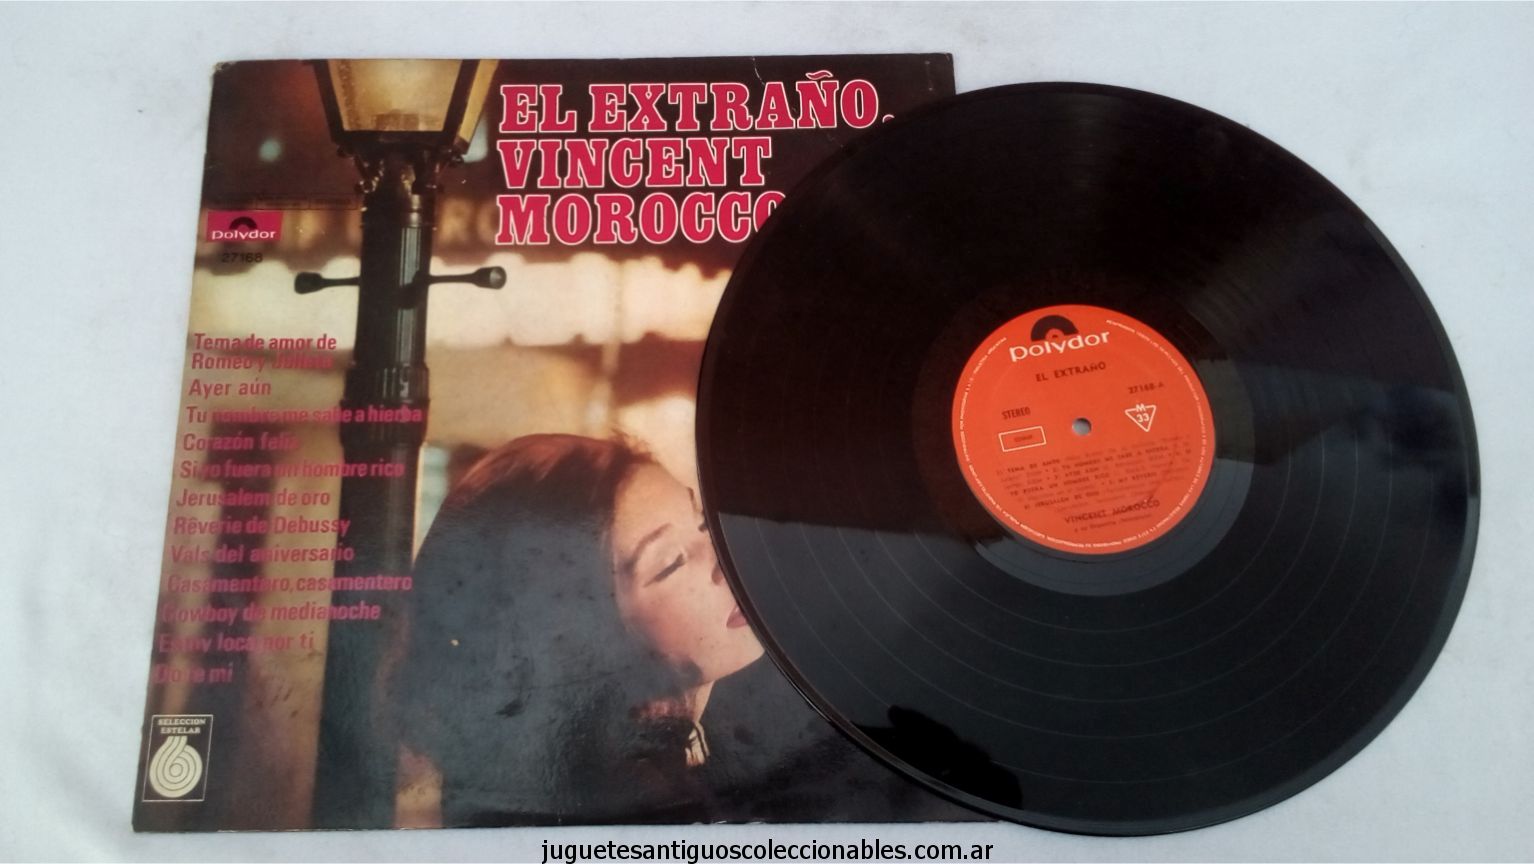 EL EXTRAÑO.
VINCENT
MOROCCO
polydor
27168
Tema de amor de
Romeo y Julieta
Ayer aún
Tu nombre me sabe a hierba
Corazón feliz
Si yo fuera un hombre rico
Jerusalem de oro
Rêverie de Debussy
Vals del aniversario
Casamentero, casamentero
Cowboy de medianoche
Estoy loca por ti
Do re mi
SELECCION
ESTELAR
6
polydor
EL EXTRAÑO
27168-A
STEREO
M
33
VINCENT MOROCCO
juguetesantiguoscoleccionables.com.ar